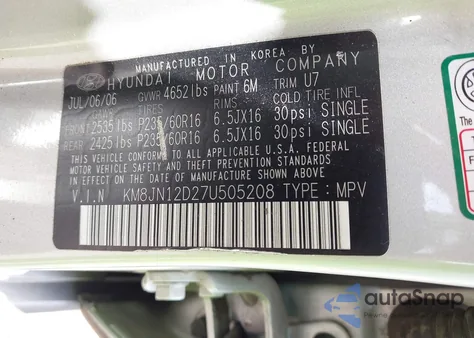 MANUFACTURED IN KOREA BY
HYUNDAI MOTOR COMPANY
JUL/06/06 GVWR 4652lbs PAINT 6M TRIM U7
TIRES RIMS COLD TIRE INFL
FRONT 2535lbs P235/60R16 6.5JX16 30psi SINGLE
REAR 2425lbs P235/60R16 6.5JX16 30psi SINGLE
THIS VEHICLE CONFORMS TO ALL APPLICABLE U.S.A. FEDERAL
MOTOR VEHICLE SAFETY AND THEFT PREVENTION STANDARDS
IN EFFECT ON THE DATE OF MANUFACTURE SHOWN ABOVE.
V.I.N KM8JN12D27U505208 TYPE : MPV
autoSnap